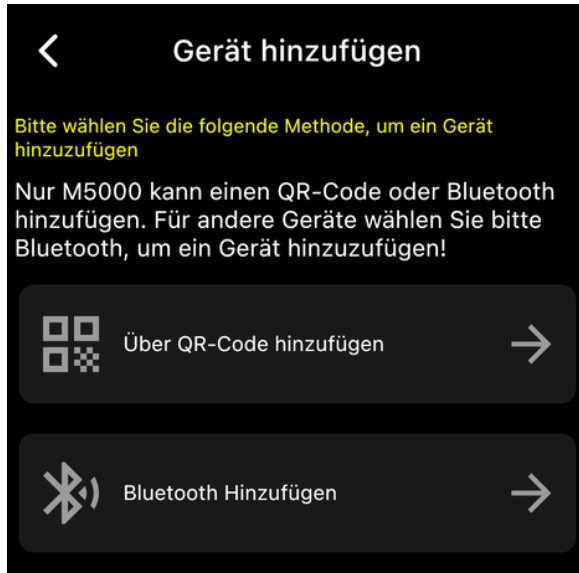 Gerät hinzufügen
Bitte wählen Sie die folgende Methode, um ein Gerät
hinzuzufügen
Nur M5000 kann einen QR-Code oder Bluetooth
hinzufügen. Für andere Geräte wählen Sie bitte
Bluetooth, um ein Gerät hinzuzufügen!
Über QR-Code hinzufügen
Bluetooth Hinzufügen